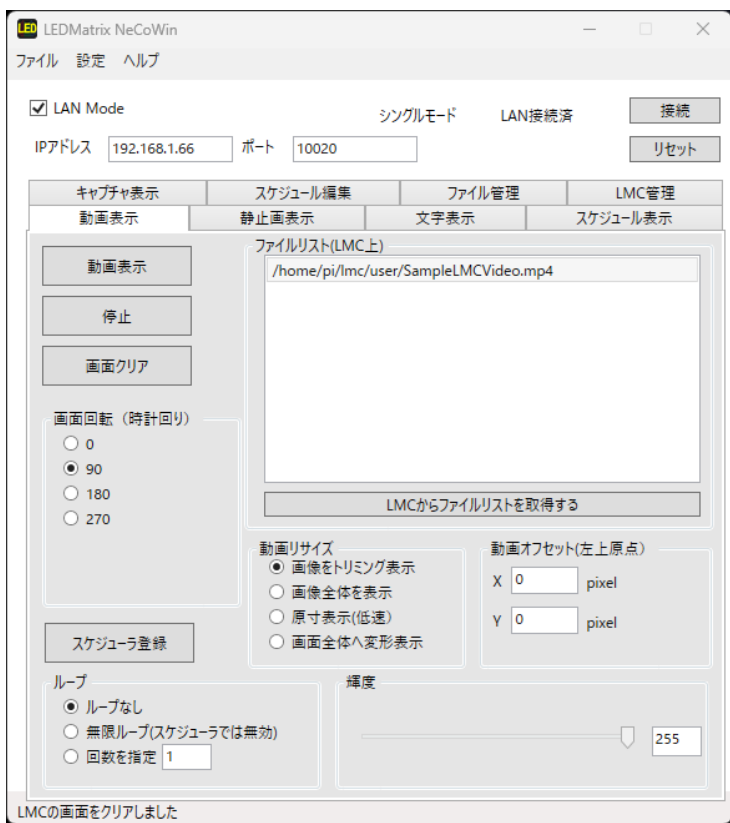 LED LEDMatrix NeCoWin
ファイル 設定 ヘルプ
LAN Mode シングルモード LAN接続済 接続
IPアドレス 192.168.1.66 ポート 10020 リセット
キャプチャ表示 スケジュール編集 ファイル管理 LMC管理
動画表示 静止画表示 文字表示 スケジュール表示
動画表示
停止
画面クリア
ファイルリスト(LMC上)
/home/pi/lmc/user/SampleLMCVideo.mp4
LMCからファイルリストを取得する
画面回転（時計回り）
0
90
180
270
動画リサイズ
画像をトリミング表示
画像全体を表示
原寸表示(低速)
画面全体へ変形表示
動画オフセット(左上原点）
X 0 pixel
Y 0 pixel
スケジューラ登録
ループ
ループなし
無限ループ(スケジューラでは無効)
回数を指定 1
輝度
255
LMCの画面をクリアしました